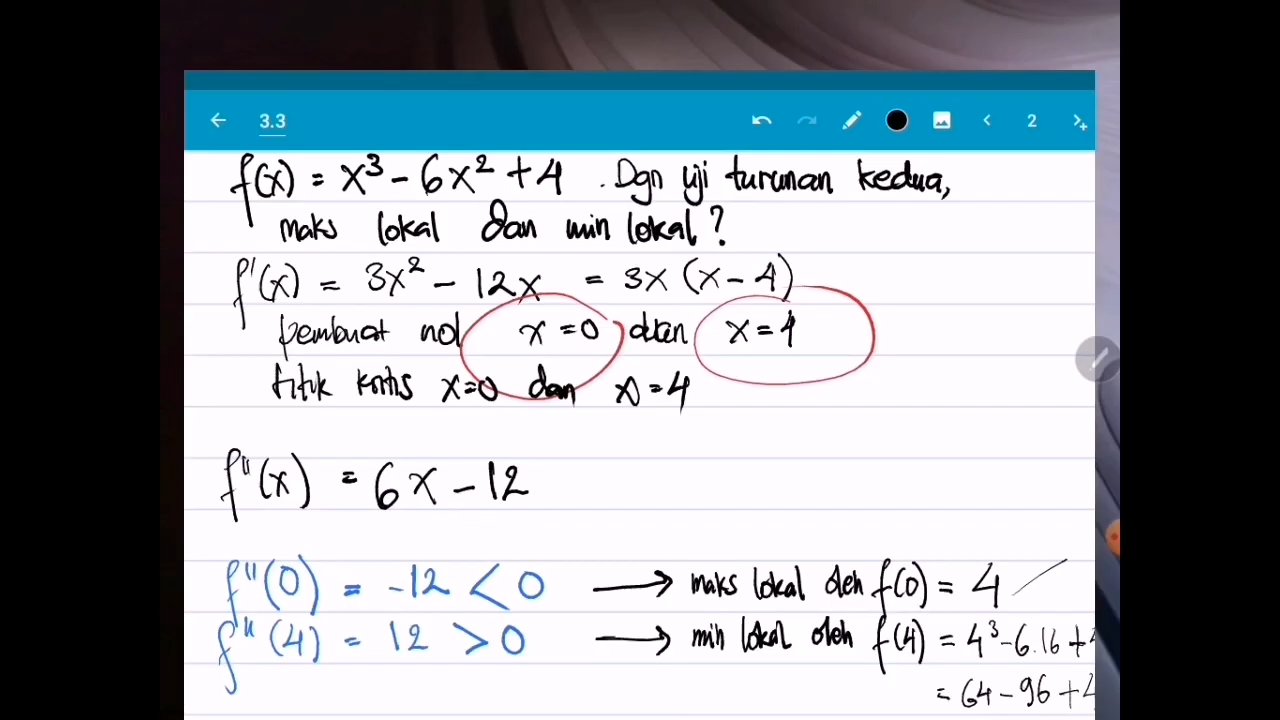 3.3
2
f(x) = x³ - 6x² + 4 . Dgn uji turunan kedua,
maks lokal dan min lokal?
f'(x) = 3x² - 12x = 3x (x - 4)
pembuat nol x = 0 dan x = 4
titik kritis x=0 dan x = 4
f"(x) = 6x - 12
f"(0) = -12 < 0 → maks lokal oleh f(0) = 4
f"(4) = 12 > 0 → min lokal oleh f(4) = 4³ - 6.16 +
= 64 - 96 + 4